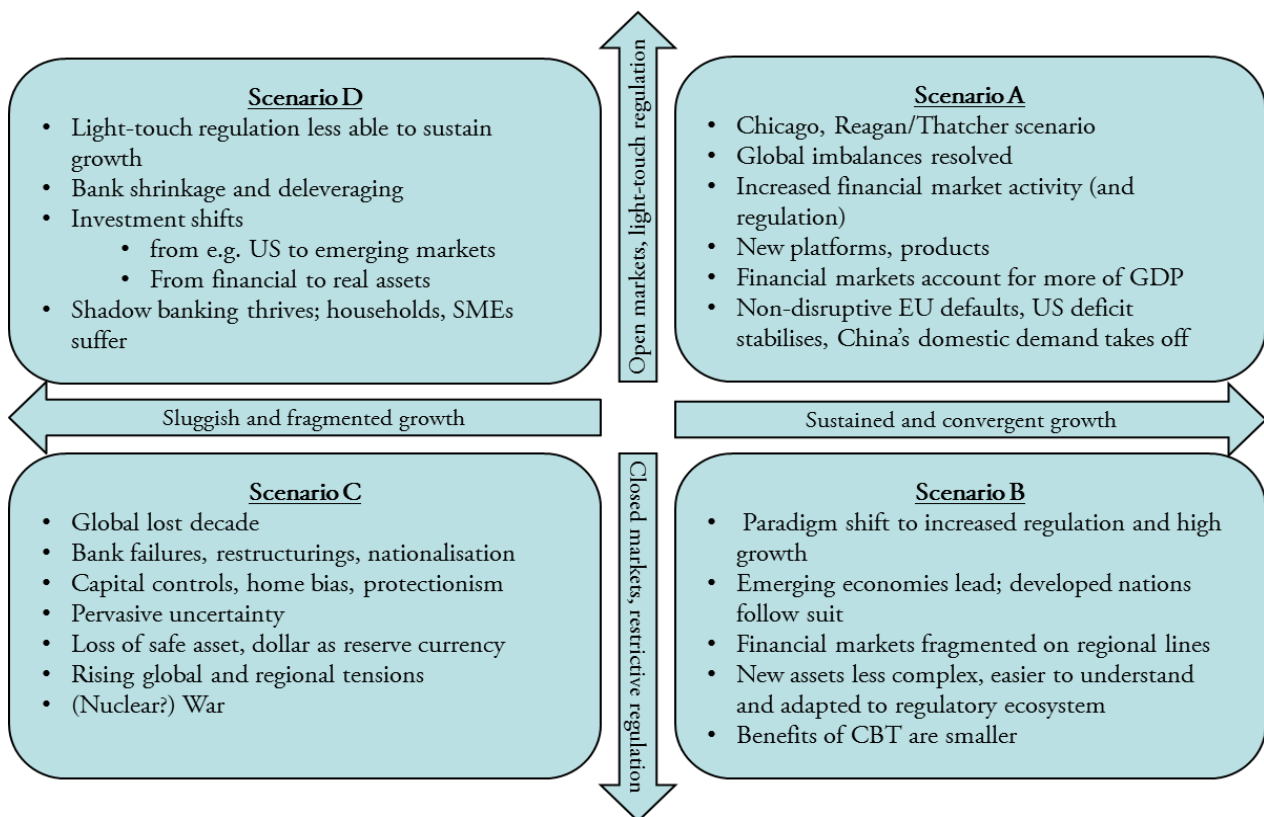 Scenario D
• Light-touch regulation less able to sustain
growth
• Bank shrinkage and deleveraging
• Investment shifts
• from e.g. US to emerging markets
• From financial to real assets
• Shadow banking thrives; households, SMEs
suffer
Open markets, light-touch regulation
Scenario A
• Chicago, Reagan/Thatcher scenario
• Global imbalances resolved
• Increased financial market activity (and
regulation)
• New platforms, products
• Financial markets account for more of GDP
• Non-disruptive EU defaults, US deficit
stabilises, China’s domestic demand takes off
Sluggish and fragmented growth
Sustained and convergent growth
Scenario C
• Global lost decade
• Bank failures, restructurings, nationalisation
• Capital controls, home bias, protectionism
• Pervasive uncertainty
• Loss of safe asset, dollar as reserve currency
• Rising global and regional tensions
• (Nuclear?) War
Closed markets, restrictive regulation
Scenario B
• Paradigm shift to increased regulation and high
growth
• Emerging economies lead; developed nations
follow suit
• Financial markets fragmented on regional lines
• New assets less complex, easier to understand
and adapted to regulatory ecosystem
• Benefits of CBT are smaller